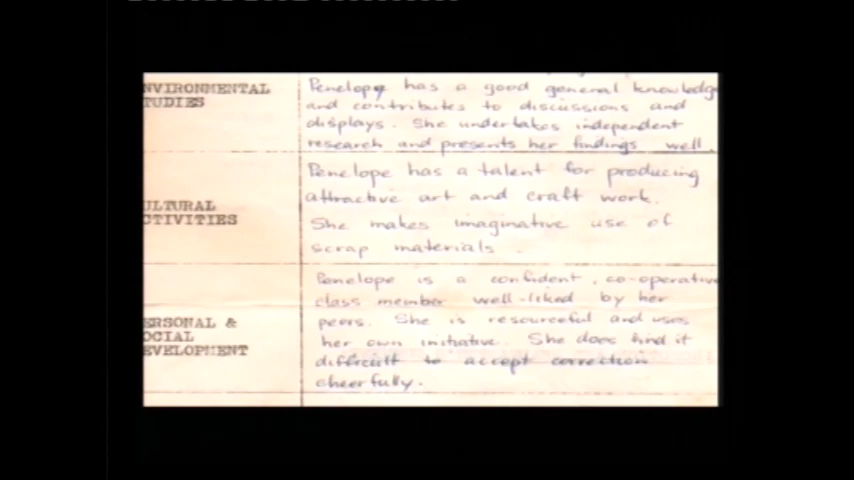 NVIRONMENTAL
TUDIES
Penelope has a good general knowledge
and contributes to discussions and
displays. She undertakes independent
research and presents her findings well.
ULTURAL
CTIVITIES
Penelope has a talent for producing
attractive art and craft work.
She makes imaginative use of
scrap materials.
ERSONAL &
OCIAL
EVELOPMENT
Penelope is a confident, co-operative
class member well-liked by her
peers. She is resourceful and uses
her own initiative. She does find it
difficult to accept correction
cheerfully.